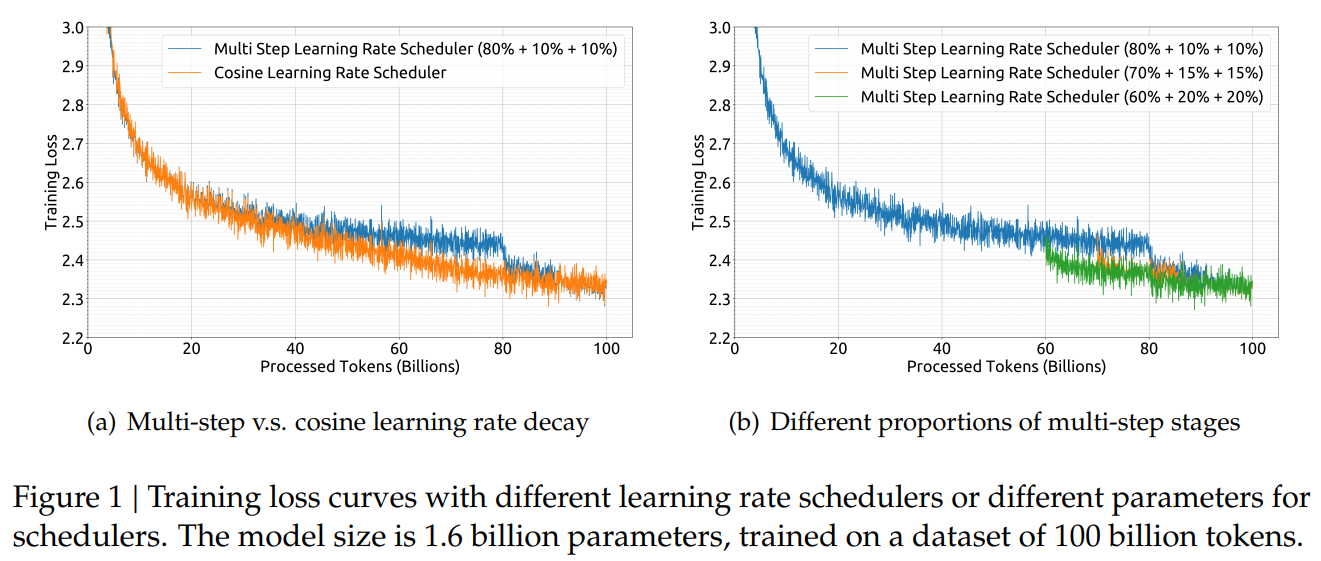 3.0
2.9
2.8
2.7
2.6
2.5
2.4
2.3
2.2
Training Loss
Multi Step Learning Rate Scheduler (80% + 10% + 10%)
Cosine Learning Rate Scheduler
0 20 40 60 80 100
Processed Tokens (Billions)
(a) Multi-step v.s. cosine learning rate decay
3.0
2.9
2.8
2.7
2.6
2.5
2.4
2.3
2.2
Training Loss
Multi Step Learning Rate Scheduler (80% + 10% + 10%)
Multi Step Learning Rate Scheduler (70% + 15% + 15%)
Multi Step Learning Rate Scheduler (60% + 20% + 20%)
0 20 40 60 80 100
Processed Tokens (Billions)
(b) Different proportions of multi-step stages
Figure 1 | Training loss curves with different learning rate schedulers or different parameters for
schedulers. The model size is 1.6 billion parameters, trained on a dataset of 100 billion tokens.